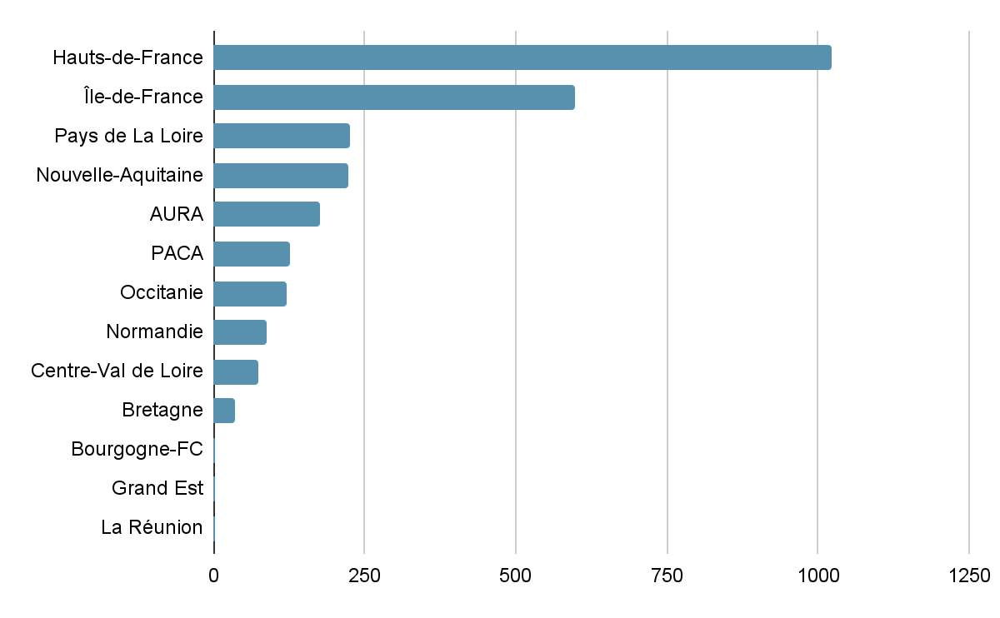 Hauts-de-France
Île-de-France
Pays de La Loire
Nouvelle-Aquitaine
AURA
PACA
Occitanie
Normandie
Centre-Val de Loire
Bretagne
Bourgogne-FC
Grand Est
La Réunion
0 250 500 750 1000 1250